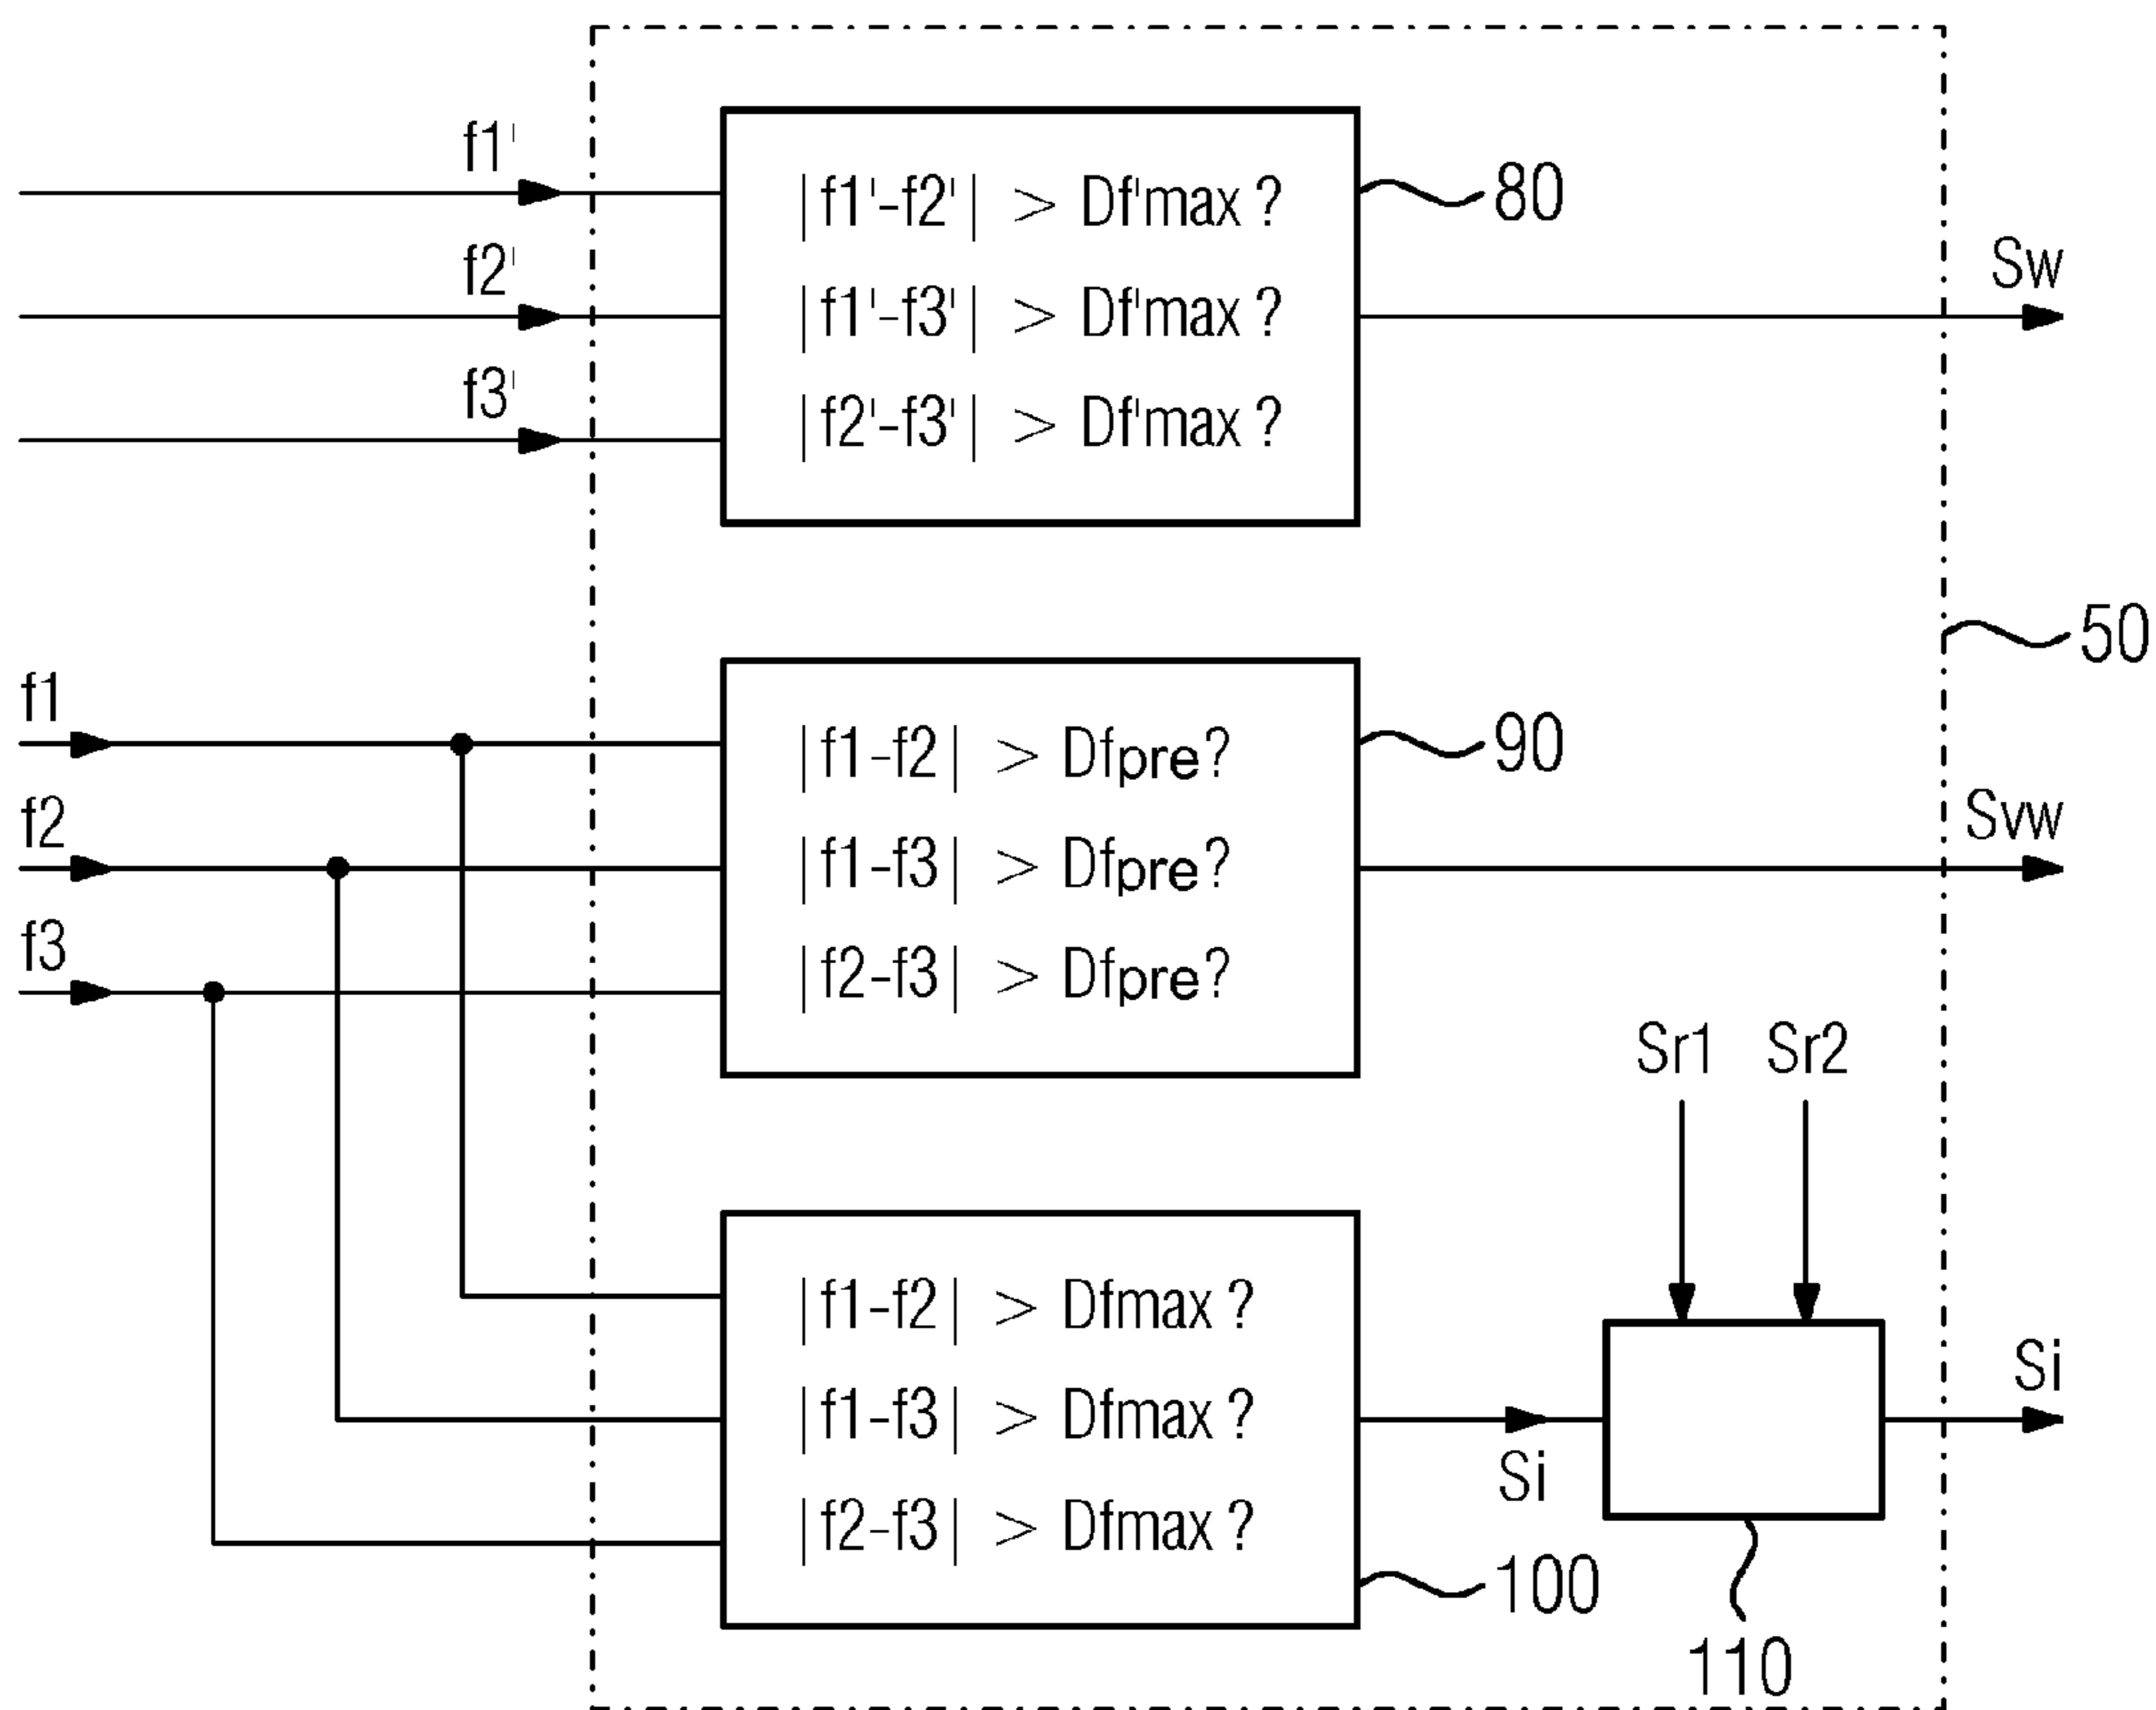 f1'
f2'
f3'
|f1'-f2'| > Df'max ?
|f1'-f3'| > Df'max ?
|f2'-f3'| > Df'max ?
80
Sw
50
f1
f2
f3
|f1-f2| > Dfpre?
|f1-f3| > Dfpre?
|f2-f3| > Dfpre?
90
Svw
Sr1 Sr2
|f1-f2| > Dfmax ?
|f1-f3| > Dfmax ?
|f2-f3| > Dfmax ?
Si
Si
100
110